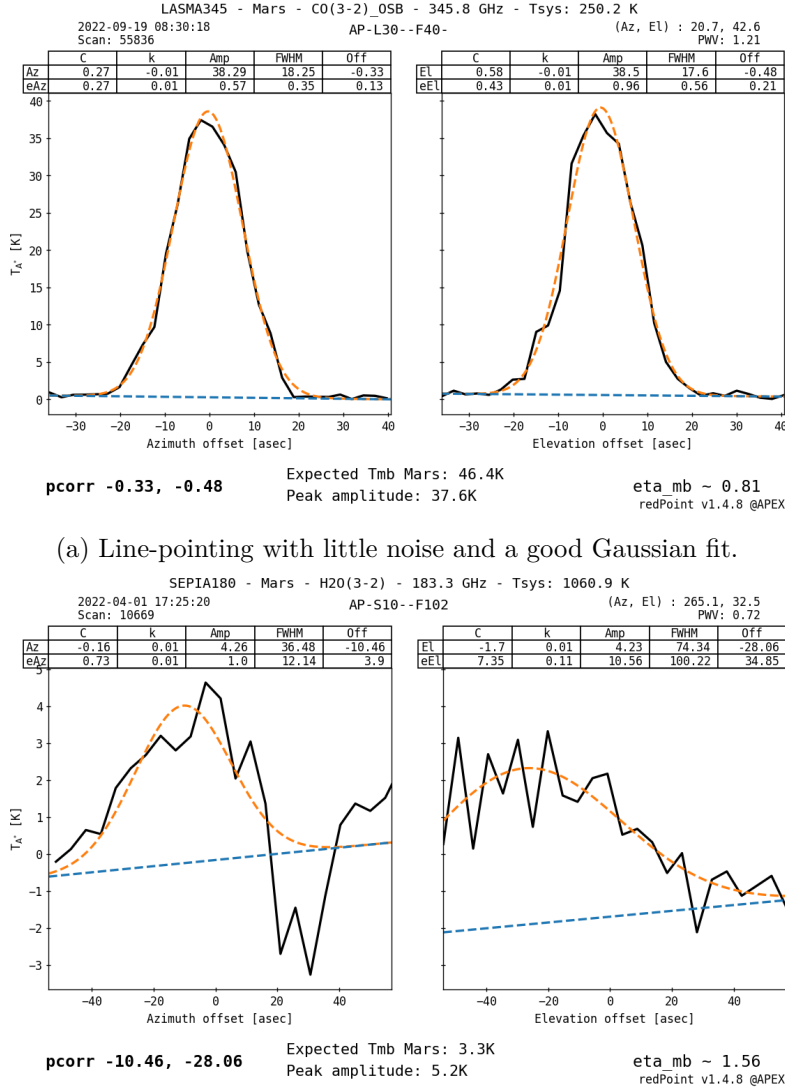 LASMA345 - Mars - CO(3-2)_OSB - 345.8 GHz - Tsys: 250.2 K
2022-09-19 08:30:18
Scan: 55836
AP-L30--F40-
(Az, El) : 20.7, 42.6
PWV: 1.21
C k Amp FWHM Off
Az 0.27 -0.01 38.29 18.25 -0.33
eAz 0.27 0.01 0.57 0.35 0.13
C k Amp FWHM Off
El 0.58 -0.01 38.5 17.6 -0.48
eEl 0.43 0.01 0.96 0.56 0.21
40
35
30
25
20
15
10
5
0
T_A* [K]
−30 −20 −10 0 10 20 30 40
Azimuth offset [asec]
−30 −20 −10 0 10 20 30 40
Elevation offset [asec]
pcorr -0.33, -0.48
Expected Tmb Mars: 46.4K
Peak amplitude: 37.6K
eta_mb ~ 0.81
redPoint v1.4.8 @APEX
(a) Line-pointing with little noise and a good Gaussian fit.
SEPIA180 - Mars - H2O(3-2) - 183.3 GHz - Tsys: 1060.9 K
2022-04-01 17:25:20
Scan: 10669
AP-S10--F102
(Az, El) : 265.1, 32.5
PWV: 0.72
C k Amp FWHM Off
Az -0.16 0.01 4.26 36.48 -10.46
eAz 0.73 0.01 1.0 12.14 3.9
C k Amp FWHM Off
El -1.7 0.01 4.23 74.34 -28.06
eEl 7.35 0.11 10.56 100.22 34.85
5
4
3
2
1
0
−1
−2
−3
T_A* [K]
−40 −20 0 20 40
Azimuth offset [asec]
−40 −20 0 20 40
Elevation offset [asec]
pcorr -10.46, -28.06
Expected Tmb Mars: 3.3K
Peak amplitude: 5.2K
eta_mb ~ 1.56
redPoint v1.4.8 @APEX